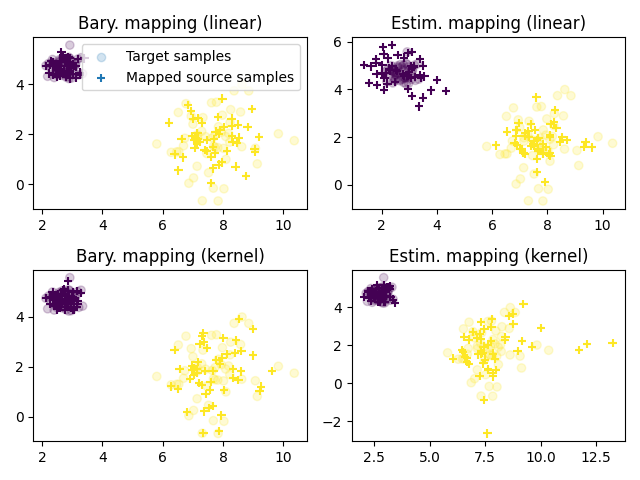 Bary. mapping (linear)
Estim. mapping (linear)
Target samples
Mapped source samples
4
2
0
2 4 6 8 10
6
4
2
0
2 4 6 8 10
Bary. mapping (kernel)
Estim. mapping (kernel)
4
2
0
2 4 6 8 10
4
2
0
−2
2.5 5.0 7.5 10.0 12.5